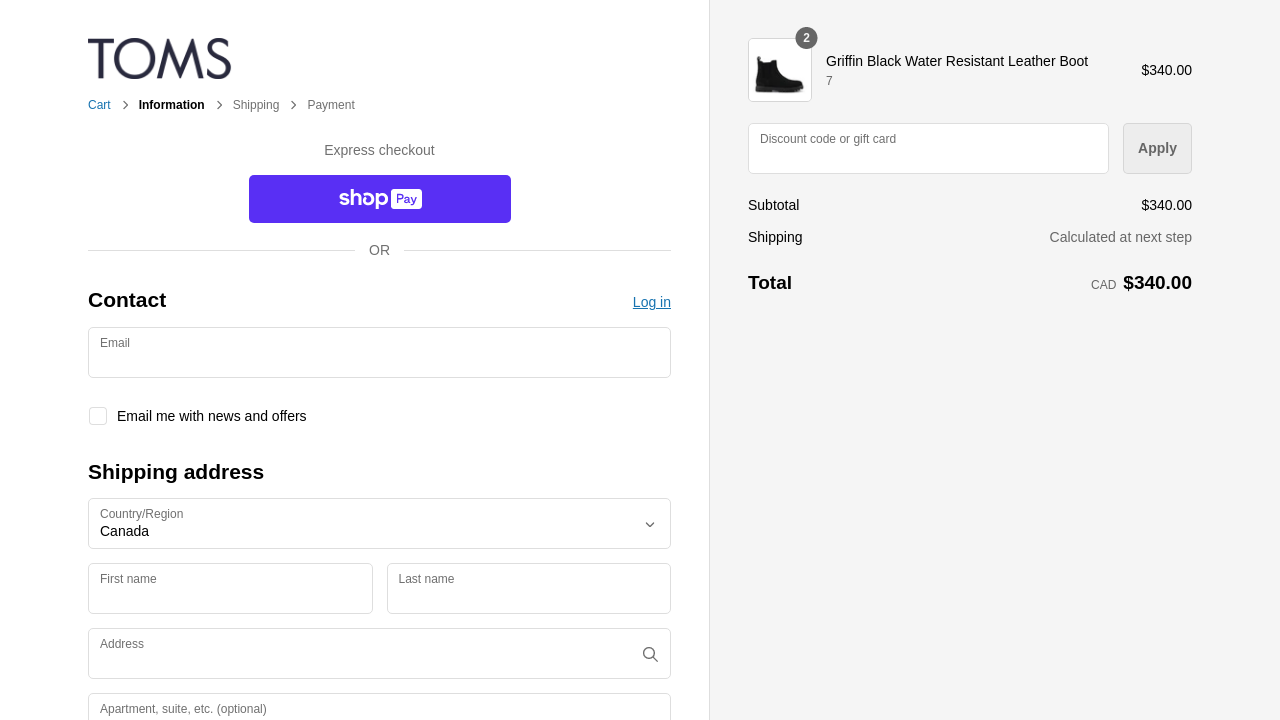 TOMS
Cart > Information > Shipping > Payment
Express checkout
shop Pay
OR
Contact
Log in
Email
Email me with news and offers
Shipping address
Country/Region
Canada
First name
Last name
Address
Apartment, suite, etc. (optional)
2
Griffin Black Water Resistant Leather Boot
7
$340.00
Discount code or gift card
Apply
Subtotal $340.00
Shipping Calculated at next step
Total CAD $340.00